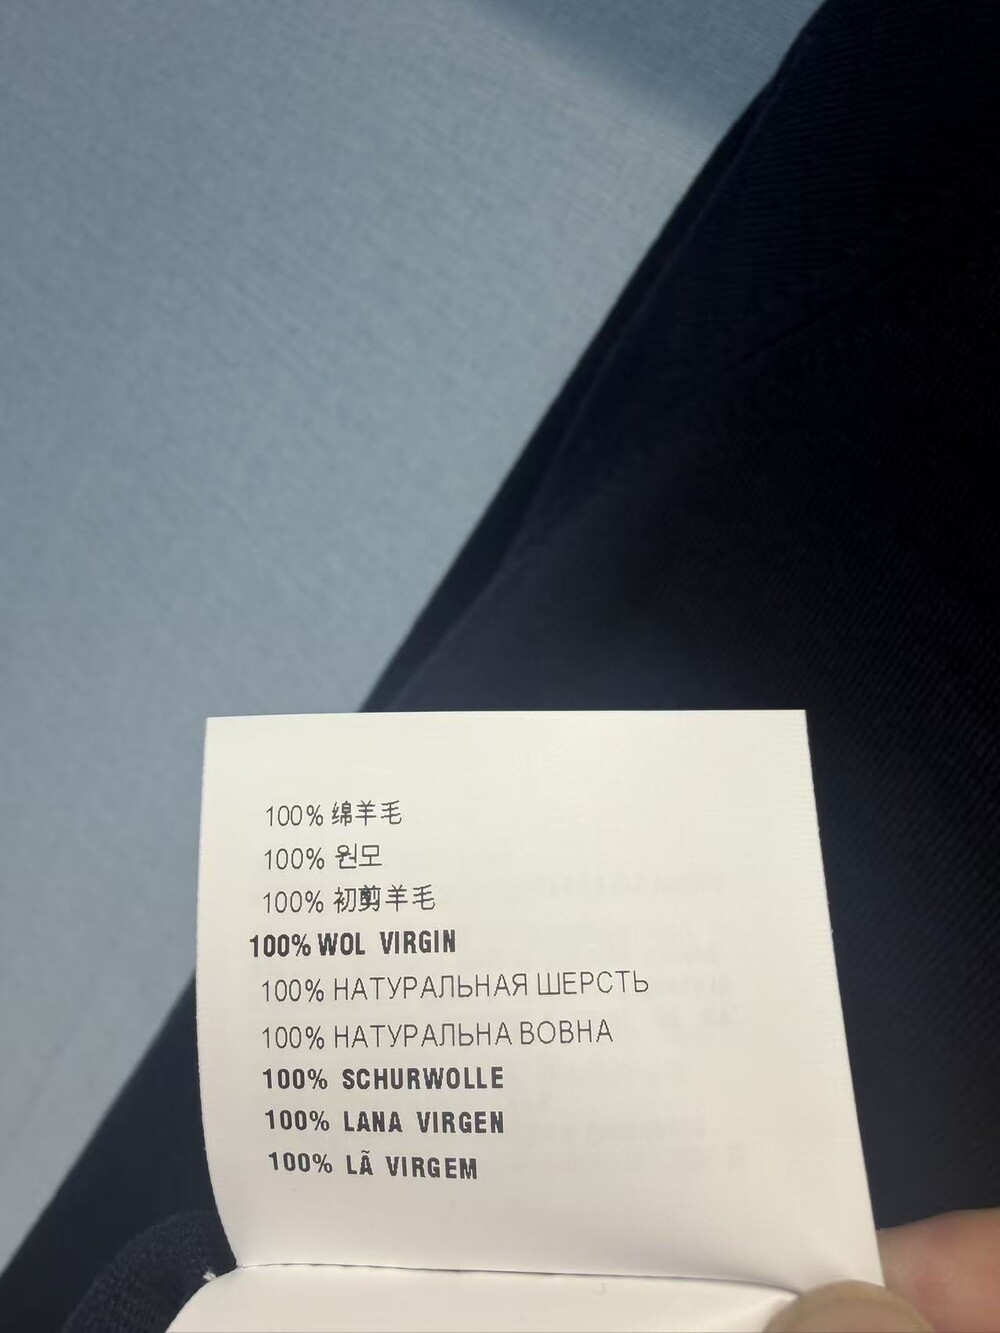 100% 绵羊毛
100% 원모
100% 初剪羊毛
100% WOL VIRGIN
100% НАТУРАЛЬНАЯ ШЕРСТЬ
100% НАТУРАЛЬНА ВОВНА
100% SCHURWOLLE
100% LANA VIRGEN
100% LÃ VIRGEM